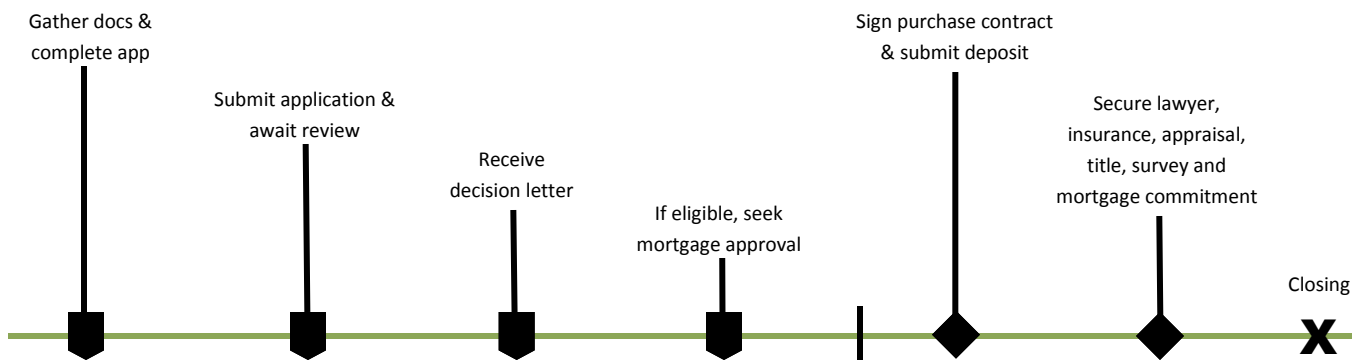 Gather docs &
complete app
Submit application &
await review
Receive
decision letter
If eligible, seek
mortgage approval
Sign purchase contract
& submit deposit
Secure lawyer,
insurance, appraisal,
title, survey and
mortgage commitment
Closing
X